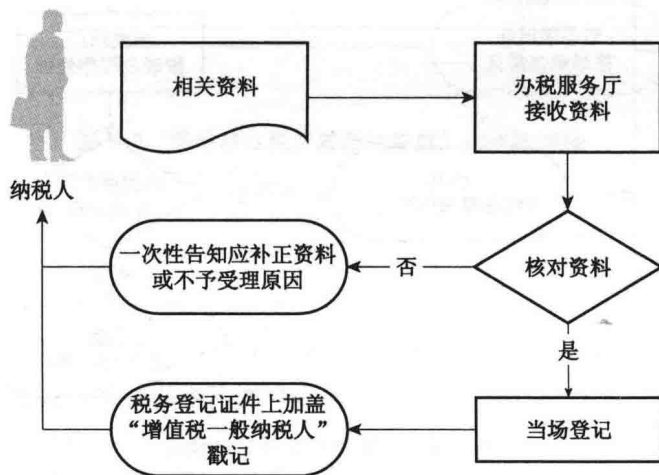 相关资料
办税服务厅
接收资料
纳税人
一次性告知应补正资料
或不予受理原因
否
核对资料
是
税务登记证件上加盖
“增值税一般纳税人”
戳记
当场登记